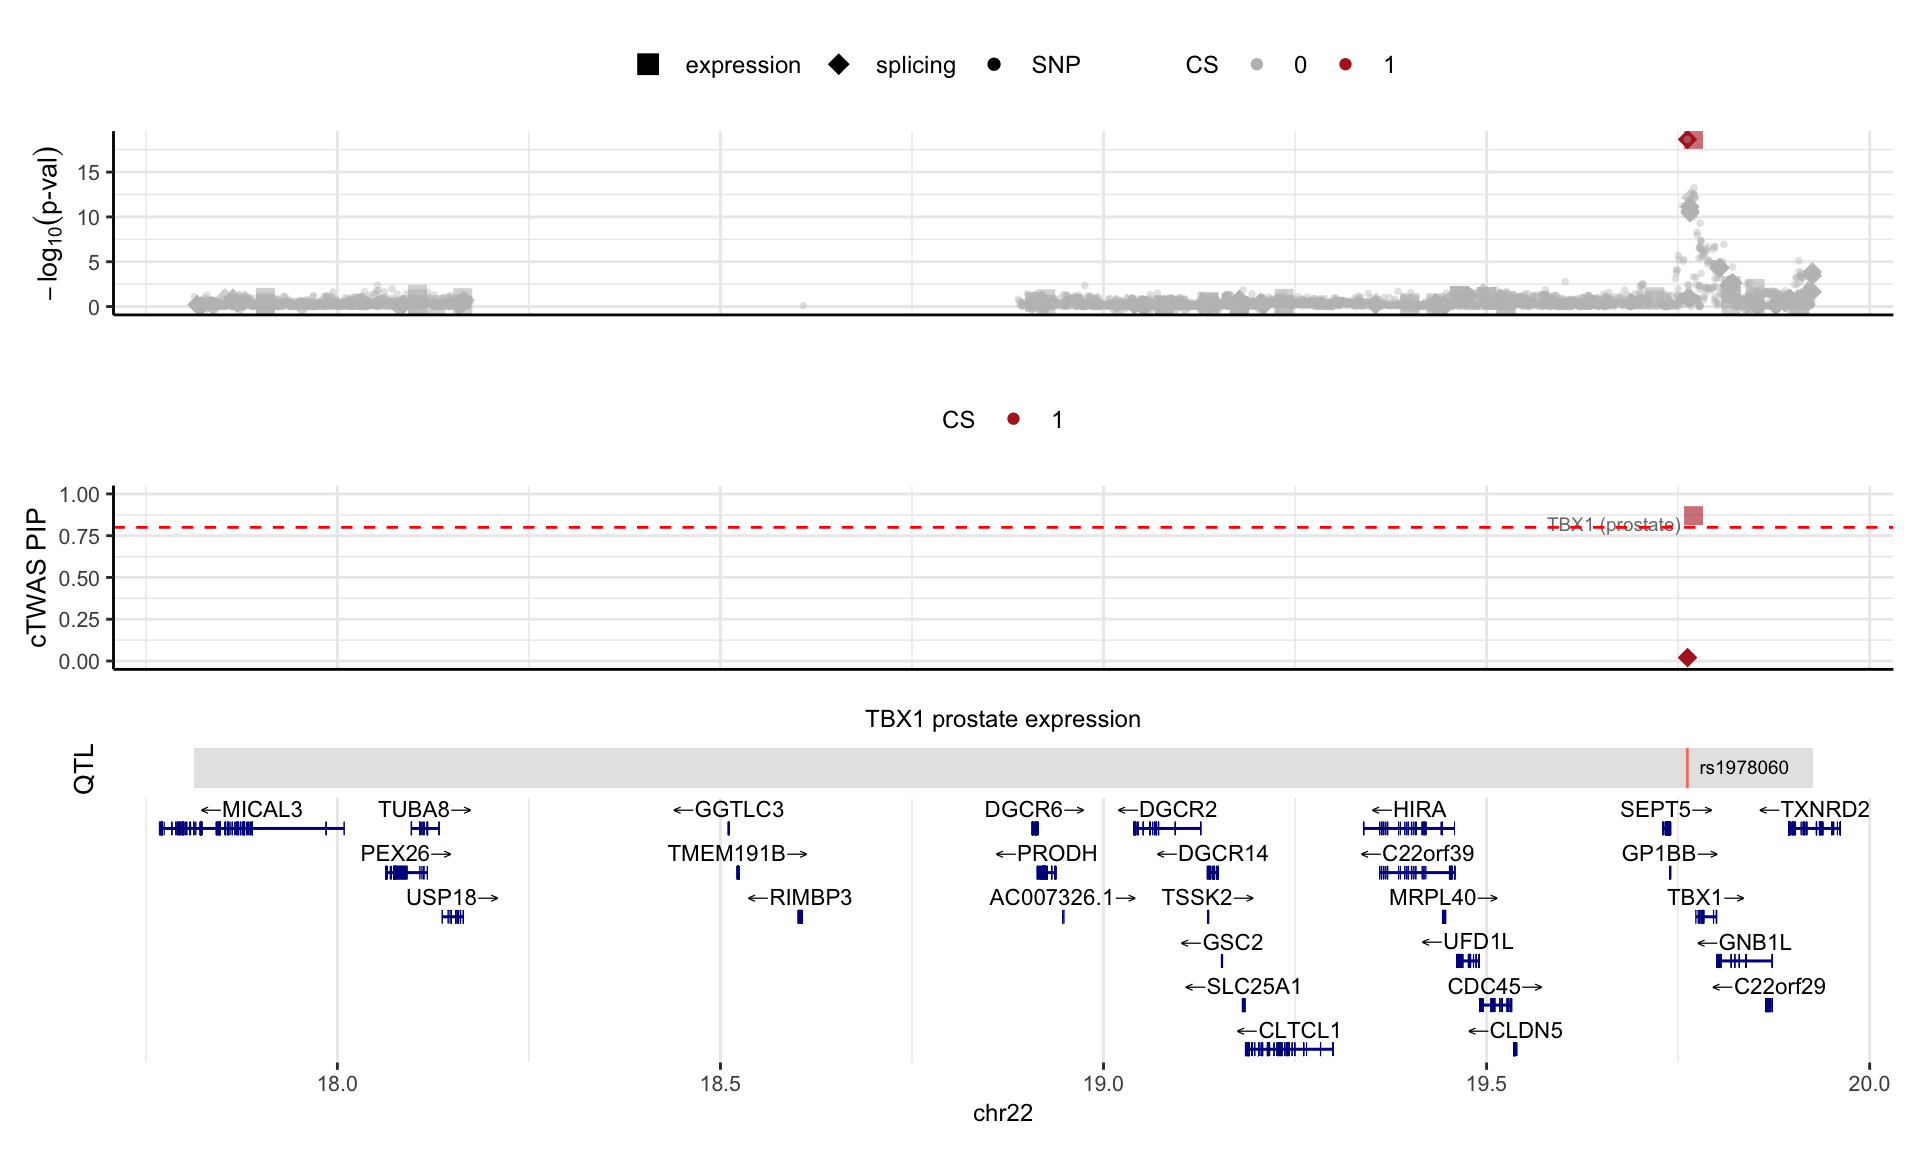 expression splicing SNP CS 0 1
−log10(p-val)
15
10
5
0
CS 1
cTWAS PIP
1.00
0.75
0.50
0.25
0.00
TBX1 (prostate)
TBX1 prostate expression
QTL
rs1978060
←MICAL3 TUBA8→ ←GGTLC3 DGCR6→ ←DGCR2 ←HIRA SEPT5→ ←TXNRD2
PEX26→ TMEM191B→ ←PRODH ←DGCR14 ←C22orf39 GP1BB→
USP18→ ←RIMBP3 AC007326.1→ TSSK2→ MRPL40→ TBX1→
←GSC2 ←UFD1L ←GNB1L
←SLC25A1 CDC45→ ←C22orf29
←CLTCL1 ←CLDN5
18.0 18.5 19.0 19.5 20.0
chr22